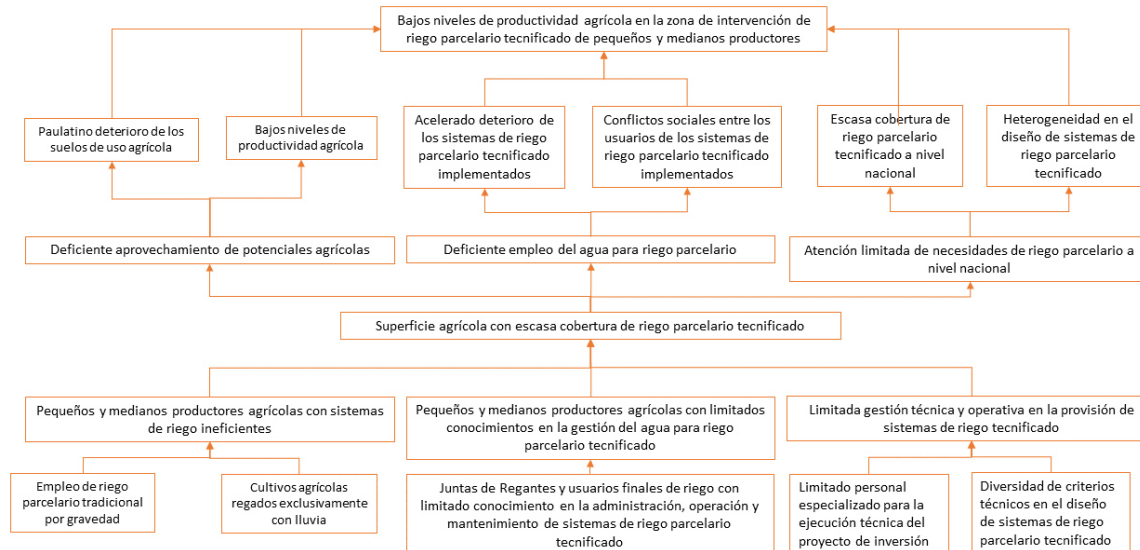 Bajos niveles de productividad agrícola en la zona de intervención de
riego parcelario tecnificado de pequeños y medianos productores
Paulatino deterioro de los
suelos de uso agrícola
Bajos niveles de
productividad agrícola
Acelerado deterioro de
los sistemas de riego
parcelario tecnificado
implementados
Conflictos sociales entre los
usuarios de los sistemas de
riego parcelario tecnificado
implementados
Escasa cobertura de
riego parcelario
tecnificado a nivel
nacional
Heterogeneidad en el
diseño de sistemas de
riego parcelario
tecnificado
Deficiente aprovechamiento de potenciales agrícolas
Deficiente empleo del agua para riego parcelario
Atención limitada de necesidades de riego parcelario a
nivel nacional
Superficie agrícola con escasa cobertura de riego parcelario tecnificado
Pequeños y medianos productores agrícolas con sistemas
de riego ineficientes
Pequeños y medianos productores agrícolas con limitados
conocimientos en la gestión del agua para riego
parcelario tecnificado
Limitada gestión técnica y operativa en la provisión de
sistemas de riego tecnificado
Empleo de riego
parcelario tradicional
por gravedad
Cultivos agrícolas
regados exclusivamente
con lluvia
Juntas de Regantes y usuarios finales de riego con
limitado conocimiento en la administración, operación y
mantenimiento de sistemas de riego parcelario
tecnificado
Limitado personal
especializado para la
ejecución técnica del
proyecto de inversión
Diversidad de criterios
técnicos en el diseño
de sistemas de riego
parcelario tecnificado